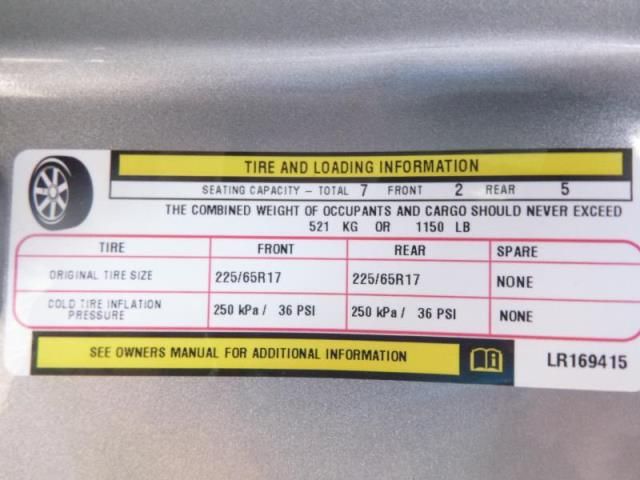 TIRE AND LOADING INFORMATION
SEATING CAPACITY – TOTAL 7 FRONT 2 REAR 5
THE COMBINED WEIGHT OF OCCUPANTS AND CARGO SHOULD NEVER EXCEED
521 KG OR 1150 LB
TIRE FRONT REAR SPARE
ORIGINAL TIRE SIZE 225/65R17 225/65R17 NONE
COLD TIRE INFLATION
PRESSURE 250 kPa / 36 PSI 250 kPa / 36 PSI NONE
SEE OWNERS MANUAL FOR ADDITIONAL INFORMATION LR169415